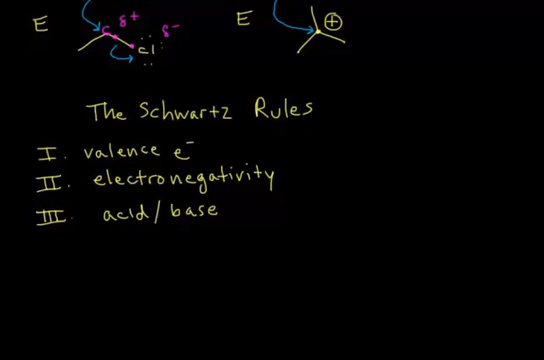 E C δ+ Cl δ- E +
The Schwartz Rules
I. valence e-
II. electronegativity
III. acid/base